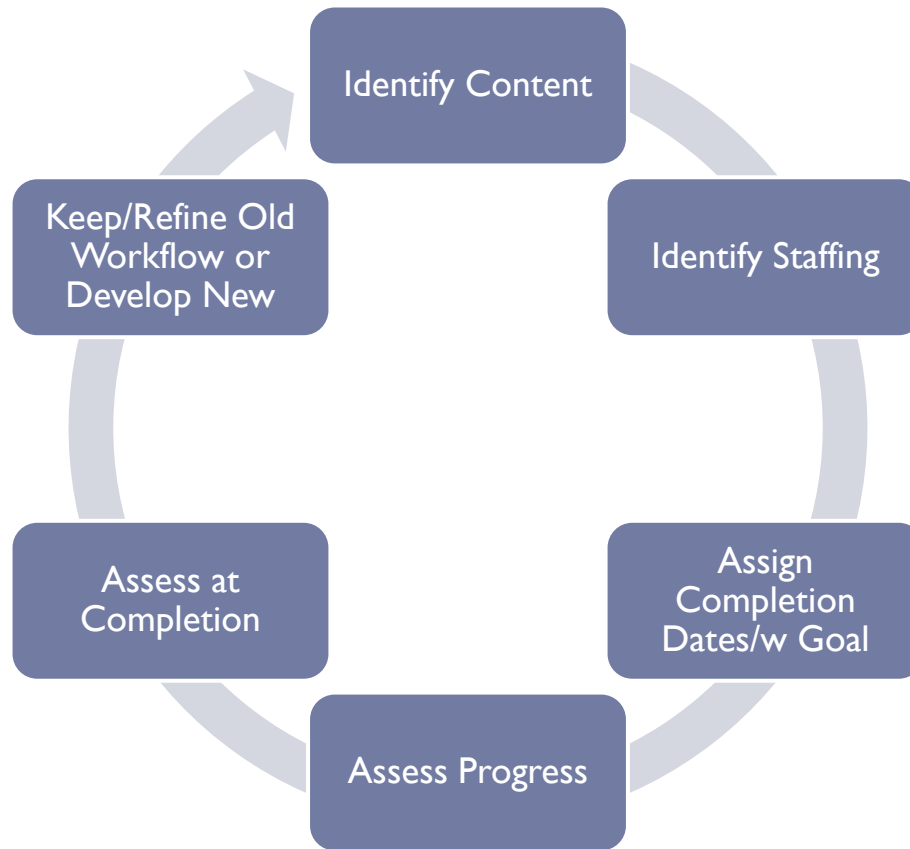 Identify Content
Identify Staffing
Assign
Completion
Dates/w Goal
Assess Progress
Assess at
Completion
Keep/Refine Old
Workflow or
Develop New